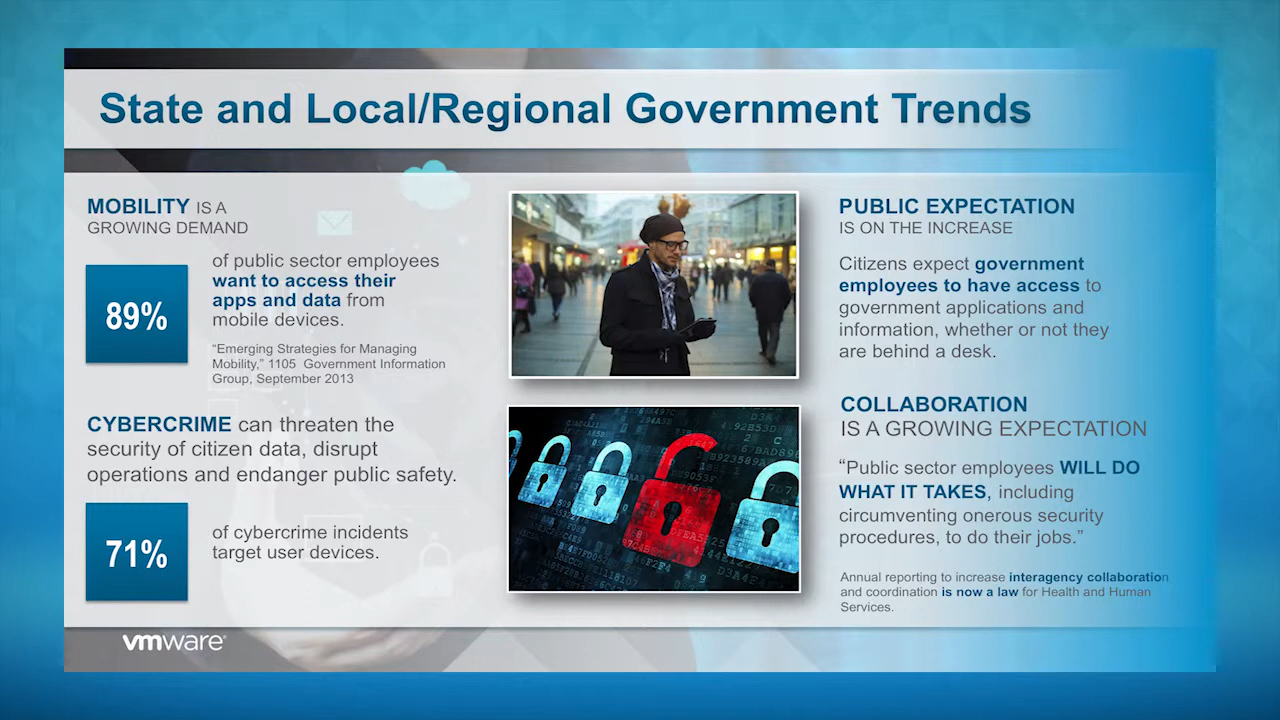 State and Local/Regional Government Trends
MOBILITY IS A
GROWING DEMAND
89%
of public sector employees
want to access their
apps and data from
mobile devices.
“Emerging Strategies for Managing
Mobility,” 1105 Government Information
Group, September 2013
CYBERCRIME can threaten the
security of citizen data, disrupt
operations and endanger public safety.
71%
of cybercrime incidents
target user devices.
PUBLIC EXPECTATION
IS ON THE INCREASE
Citizens expect government
employees to have access to
government applications and
information, whether or not they
are behind a desk.
COLLABORATION
IS A GROWING EXPECTATION
“Public sector employees WILL DO
WHAT IT TAKES, including
circumventing onerous security
procedures, to do their jobs.”
Annual reporting to increase interagency collaboration
and coordination is now a law for Health and Human
Services.
vmware®